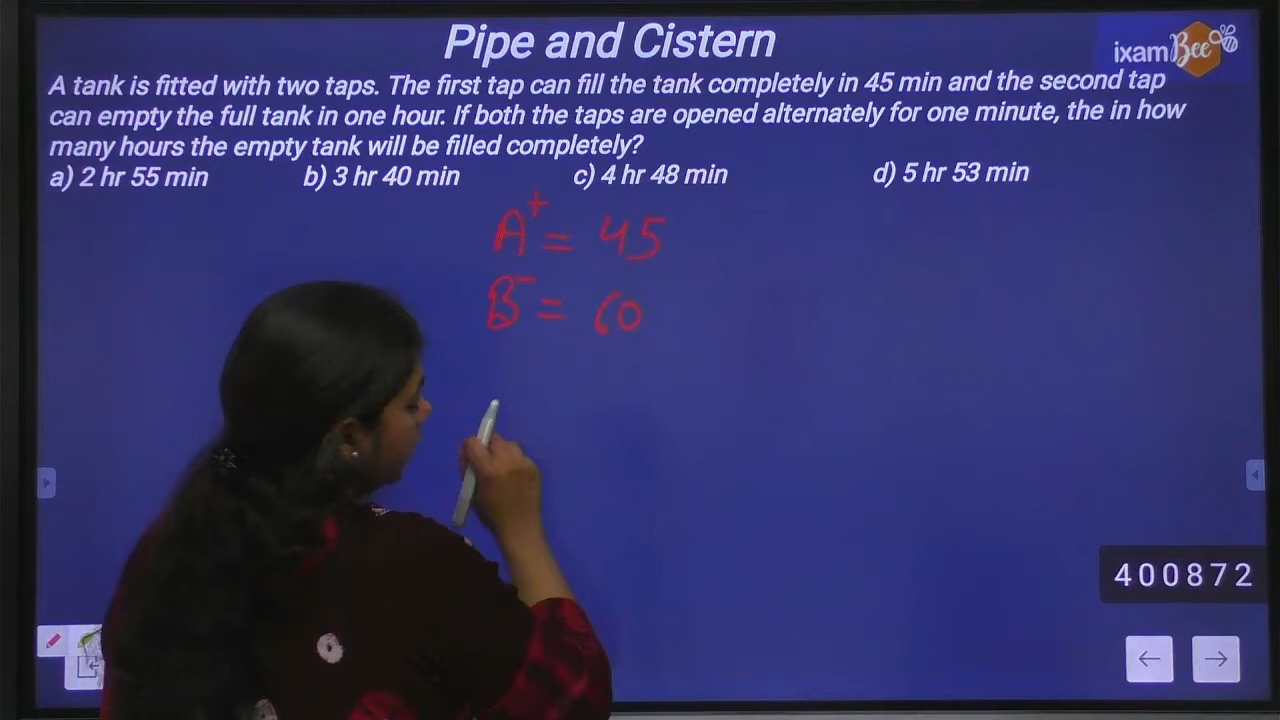 Pipe and Cistern
ixamBee
A tank is fitted with two taps. The first tap can fill the tank completely in 45 min and the second tap
can empty the full tank in one hour. If both the taps are opened alternately for one minute, the in how
many hours the empty tank will be filled completely?
a) 2 hr 55 min b) 3 hr 40 min c) 4 hr 48 min d) 5 hr 53 min
A⁺ = 45
B⁻ = 60
400872